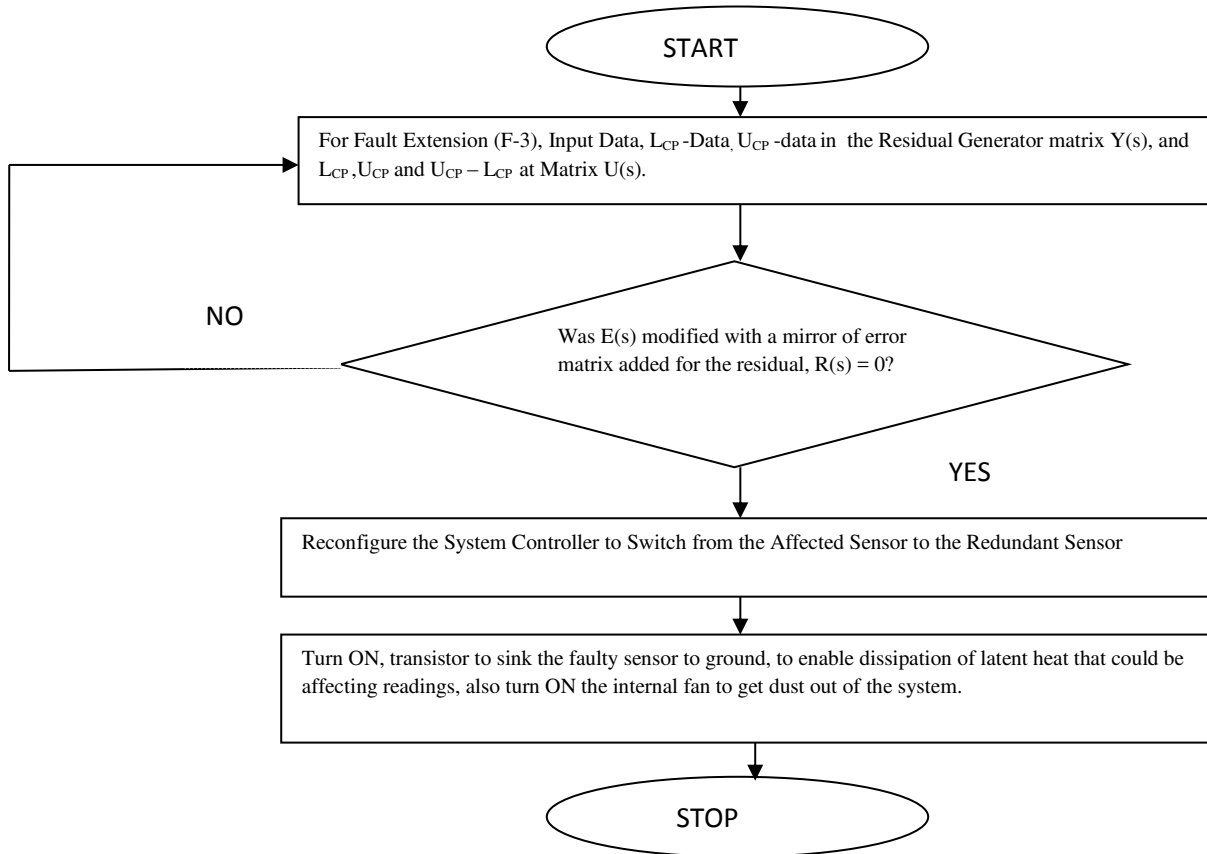 START
For Fault Extension (F-3), Input Data, LCP -Data, UCP -data in the Residual Generator matrix Y(s), and
LCP ,UCP and UCP – LCP at Matrix U(s).
NO
Was E(s) modified with a mirror of error
matrix added for the residual, R(s) = 0?
YES
Reconfigure the System Controller to Switch from the Affected Sensor to the Redundant Sensor
Turn ON, transistor to sink the faulty sensor to ground, to enable dissipation of latent heat that could be
affecting readings, also turn ON the internal fan to get dust out of the system.
STOP